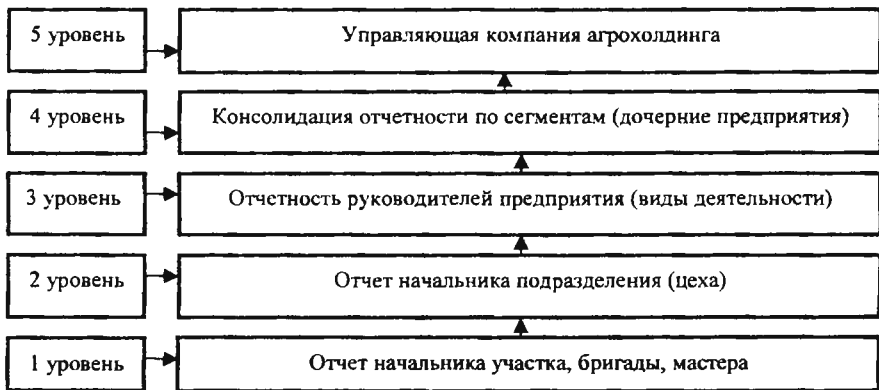 5 уровень
Управляющая компания агрохолдинга
4 уровень
Консолидация отчетности по сегментам (дочерние предприятия)
3 уровень
Отчетность руководителей предприятия (виды деятельности)
2 уровень
Отчет начальника подразделения (цеха)
1 уровень
Отчет начальника участка, бригады, мастера